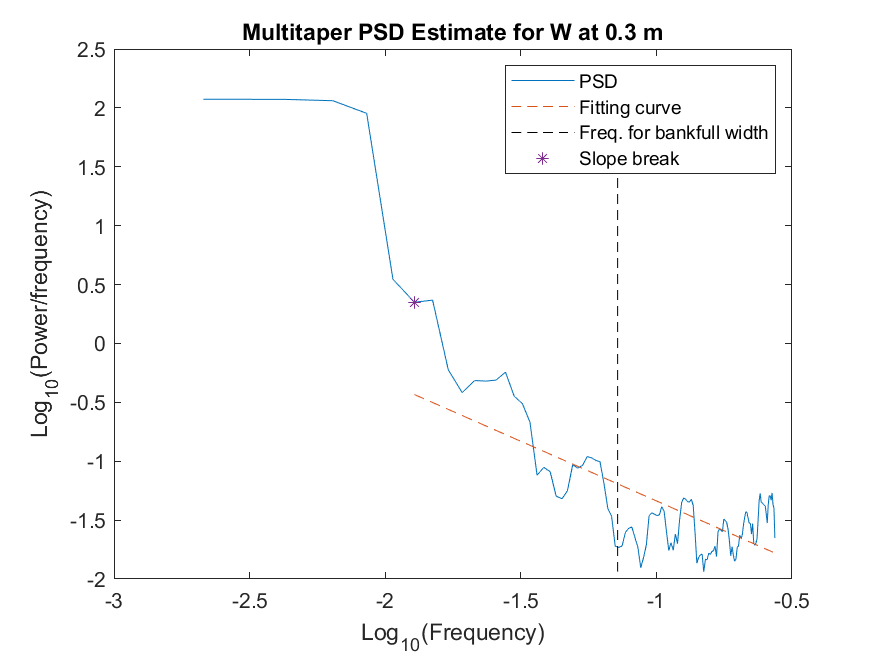 Multitaper PSD Estimate for W at 0.3 m
2.5
2
1.5
1
0.5
0
-0.5
-1
-1.5
-2
Log10(Power/frequency)
PSD
Fitting curve
Freq. for bankfull width
Slope break
-3
-2.5
-2
-1.5
-1
-0.5
Log10(Frequency)